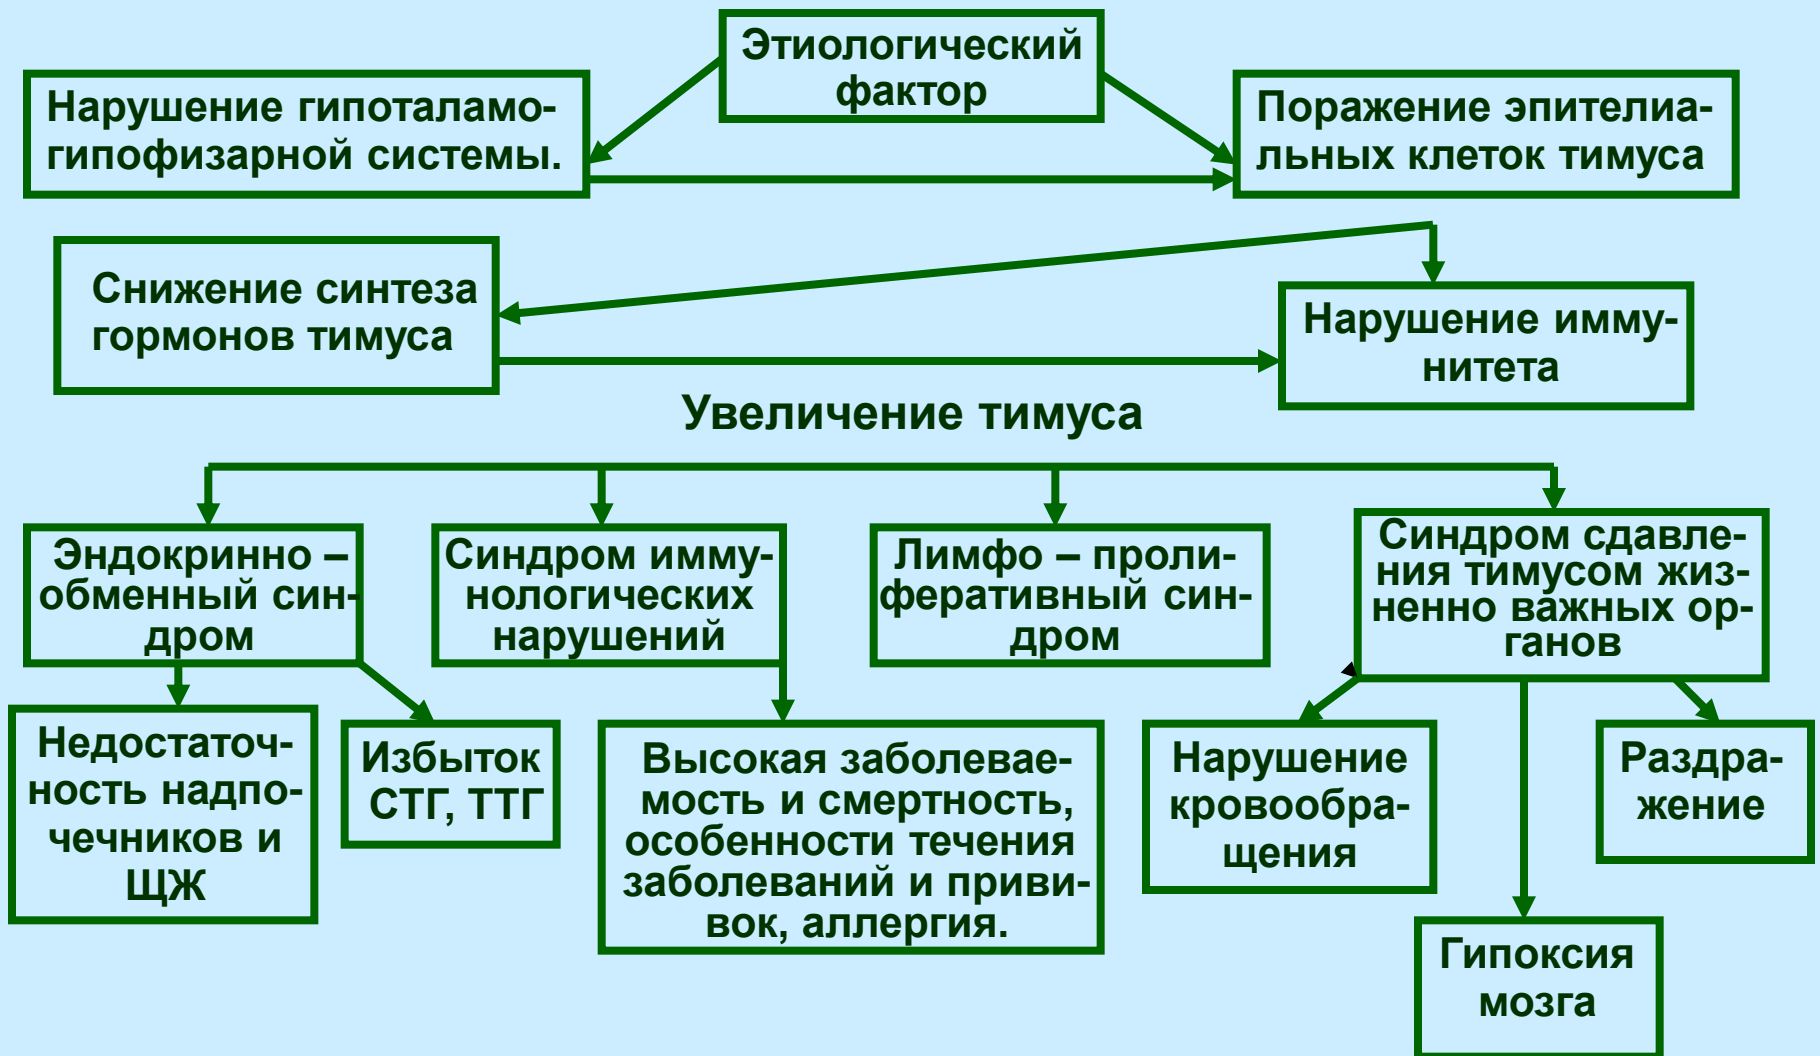 Этиологический
фактор
Нарушение гипоталамо-
гипофизарной системы.
Поражение эпителиа-
льных клеток тимуса
Снижение синтеза
гормонов тимуса
Нарушение имму-
нитета
Увеличение тимуса
Эндокринно –
обменный син-
дром
Синдром имму-
нологических
нарушений
Лимфо – проли-
феративный син-
дром
Синдром сдавле-
ния тимусом жиз-
ненно важных ор-
ганов
Недостаточ-
ность надпо-
чечников и
ЩЖ
Избыток
СТГ, ТТГ
Высокая заболевае-
мость и смертность,
особенности течения
заболеваний и приви-
вок, аллергия.
Нарушение
кровообра-
щения
Раздра-
жение
Гипоксия
мозга